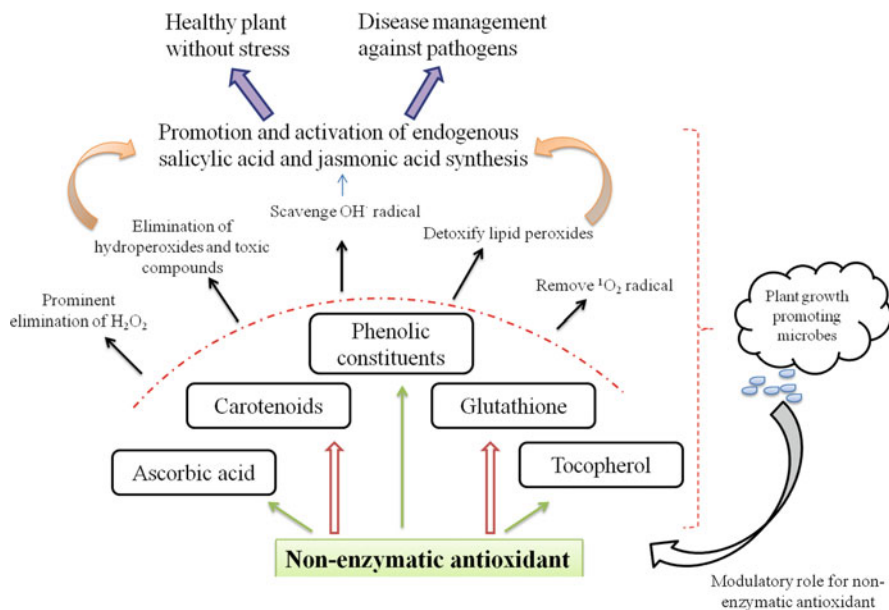 Healthy plant
without stress
Disease management
against pathogens
Promotion and activation of endogenous
salicylic acid and jasmonic acid synthesis
Scavenge OH· radical
Elimination of
hydroperoxides and toxic
compounds
Detoxify lipid peroxides
Prominent
elimination of H₂O₂
Remove ¹O₂ radical
Plant growth
promoting
microbes
Phenolic
constituents
Carotenoids
Glutathione
Ascorbic acid
Tocopherol
Non-enzymatic antioxidant
Modulatory role for non-
enzymatic antioxidant